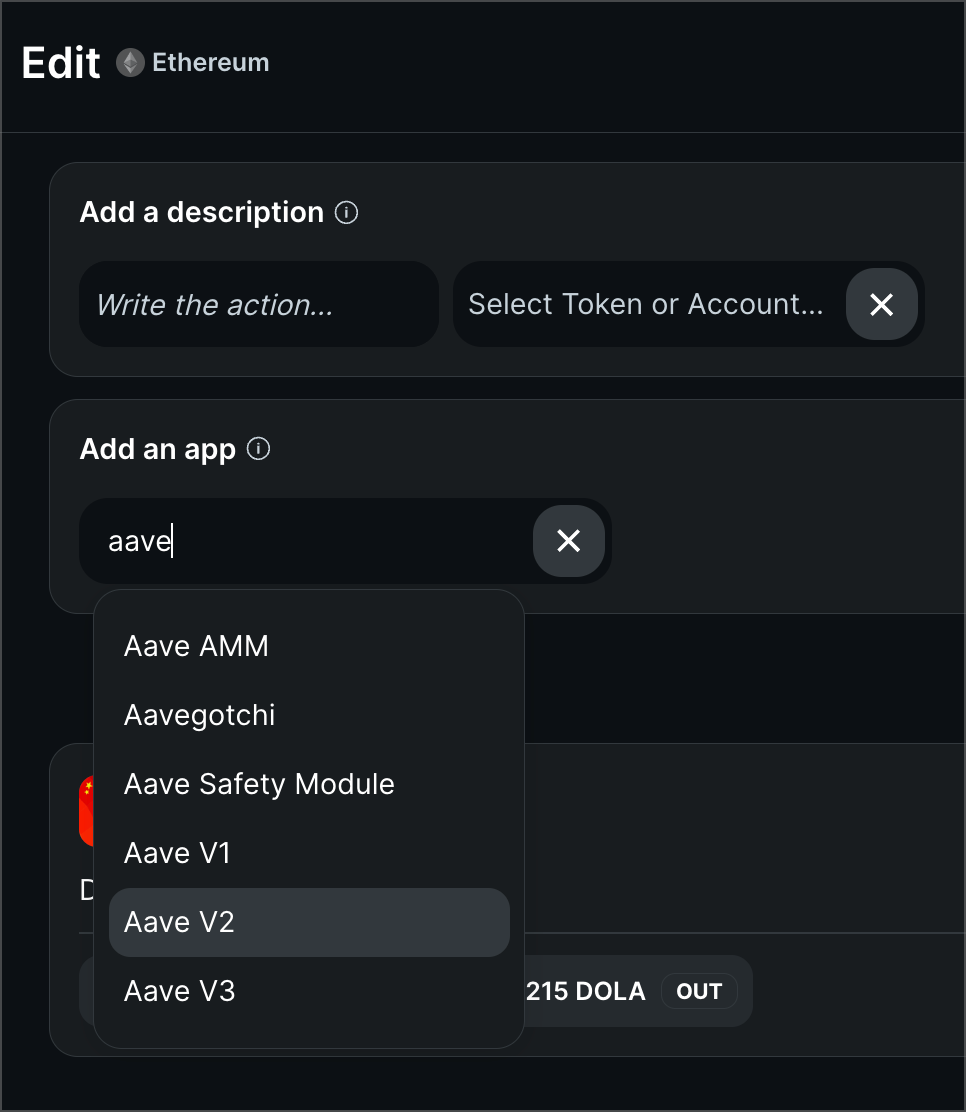 Edit Ethereum
Add a description
Write the action...
Select Token or Account...
Add an app
aave
Aave AMM
Aavegotchi
Aave Safety Module
Aave V1
Aave V2
Aave V3
215 DOLA OUT